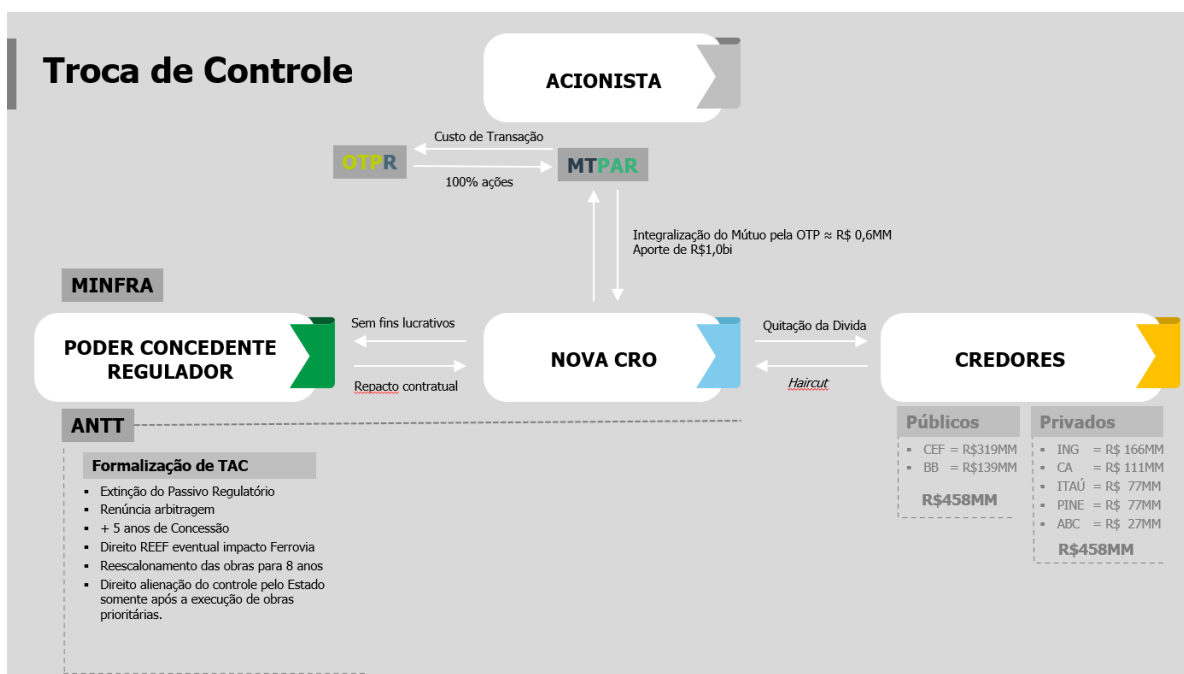 Troca de Controle
ACIONISTA
Custo de Transação
OTPR
MTPAR
100% ações
Integralização do Mútuo pela OTP ≈ R$ 0,6MM
Aporte de R$1,0bi
MINFRA
PODER CONCEDENTE
REGULADOR
Sem fins lucrativos
Repacto contratual
NOVA CRO
Quitação da Divida
Haircut
CREDORES
ANTT
Formalização de TAC
▪ Extinção do Passivo Regulatório
▪ Renúncia arbitragem
▪ + 5 anos de Concessão
▪ Direito REEF eventual impacto Ferrovia
▪ Reescalonamento das obras para 8 anos
▪ Direito alienação do controle pelo Estado
somente após a execução de obras
prioritárias.
Públicos
▪ CEF = R$319MM
▪ BB = R$139MM
R$458MM
Privados
▪ ING = R$ 166MM
▪ CA = R$ 111MM
▪ ITAÚ = R$ 77MM
▪ PINE = R$ 77MM
▪ ABC = R$ 27MM
R$458MM